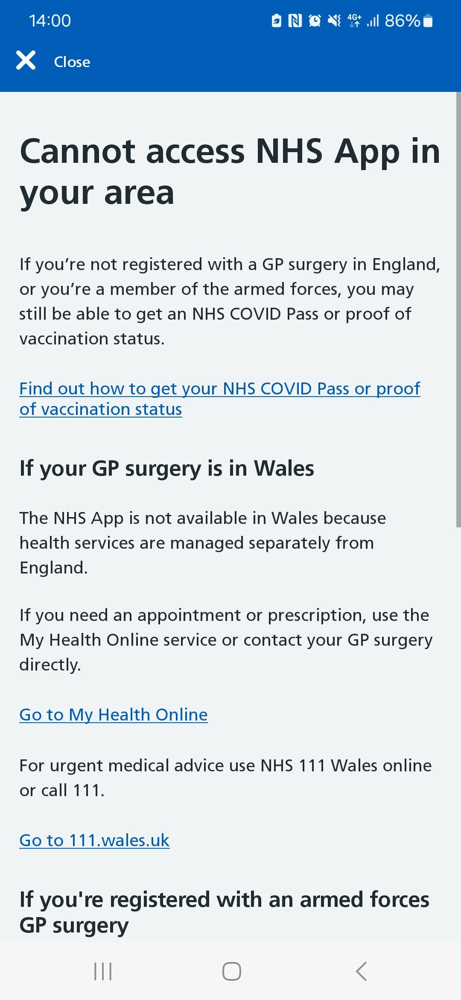 14:00
4G+
86%
Close
Cannot access NHS App in
your area
If you’re not registered with a GP surgery in England,
or you’re a member of the armed forces, you may
still be able to get an NHS COVID Pass or proof of
vaccination status.
Find out how to get your NHS COVID Pass or proof
of vaccination status
If your GP surgery is in Wales
The NHS App is not available in Wales because
health services are managed separately from
England.
If you need an appointment or prescription, use the
My Health Online service or contact your GP surgery
directly.
Go to My Health Online
For urgent medical advice use NHS 111 Wales online
or call 111.
Go to 111.wales.uk
If you're registered with an armed forces
GP surgery